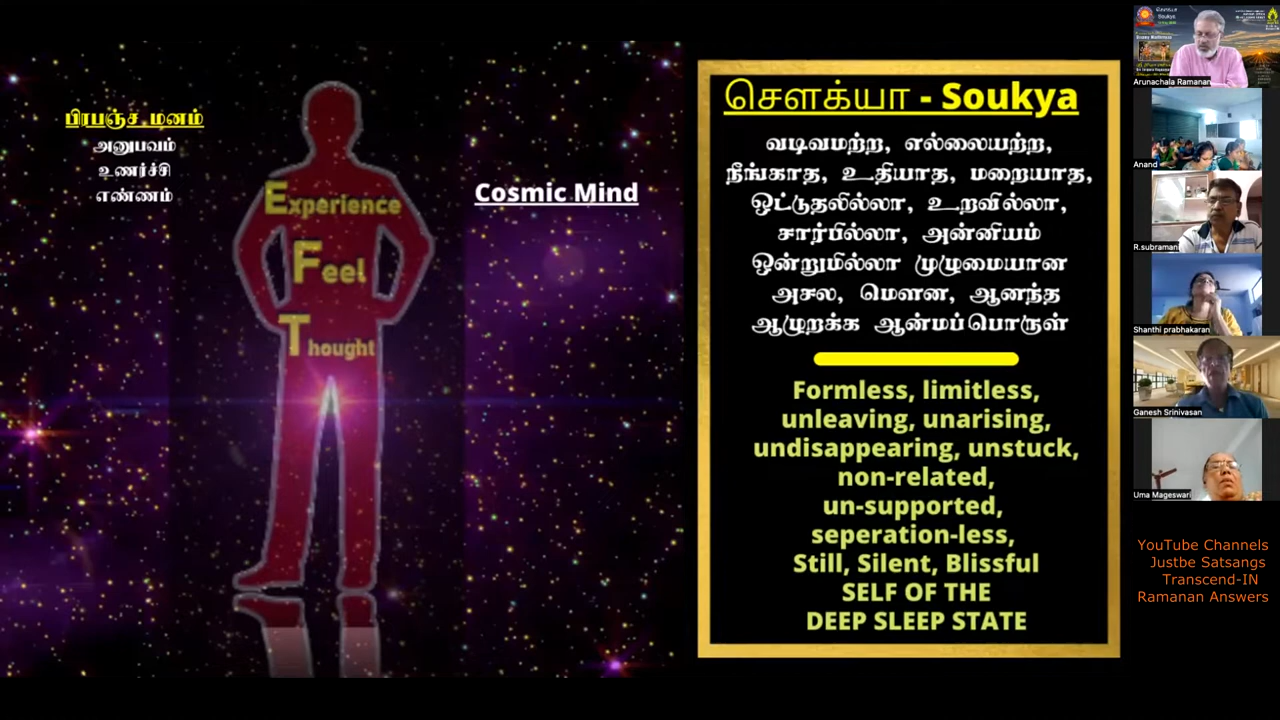 பிரபஞ்ச மனம்
அனுபவம்
உணர்ச்சி
எண்ணம்
Experience
Feel
Thought
Cosmic Mind
சௌக்யா - Soukya
வடிவமற்ற, எல்லையற்ற,
நீங்காத, உதியாத, மறையாத,
ஒட்டுதலில்லா, உறவில்லா,
சார்பில்லா, அன்னியம்
ஒன்றுமில்லா முழுமையான
அசல, மௌன, ஆனந்த
ஆழுறக்க ஆன்மப்பொருள்
Formless, limitless,
unleaving, unarising,
undisappearing, unstuck,
non-related,
un-supported,
seperation-less,
Still, Silent, Blissful
SELF OF THE
DEEP SLEEP STATE
Soukya
Arunachala Ramanan
Anand
R.subramani
Shanthi prabhakaran
Ganesh Srinivasan
Uma Mageswari
YouTube Channels
Justbe Satsangs
Transcend-IN
Ramanan Answers